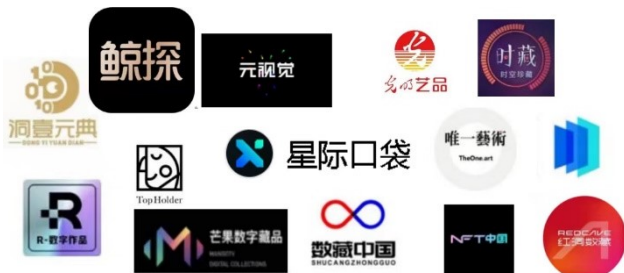 鲸探
元视觉
光明艺品
时藏
时空珍藏
洞壹元典
DONG YI YUAN DIAN
TopHolder
星际口袋
唯一藝術
TheOne.art
R-数字作品
芒果数字藏品
DIGITAL COLLECTIONS
数藏中国
SHUCANGZHONGGUO
NFT中国
REDCAVE
红洞数藏